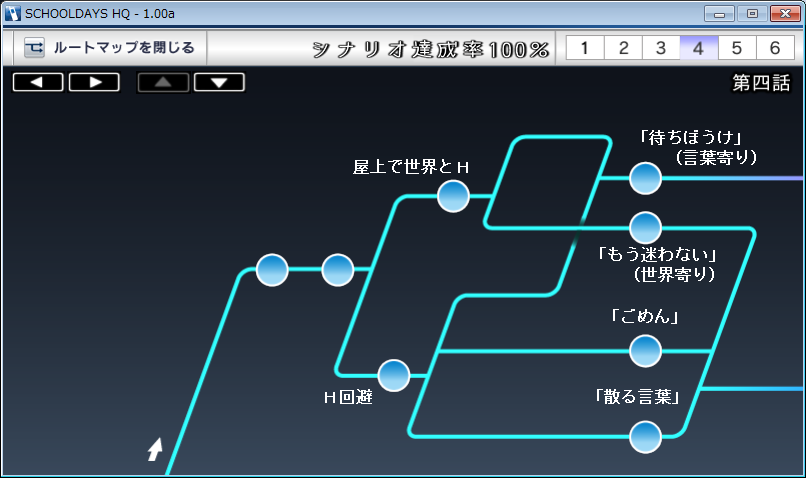 SCHOOLDAYS HQ - 1.00a
ルートマップを閉じる
シナリオ達成率100%
1 2 3 4 5 6
第四話
「待ちぼうけ」
(言葉寄り)
屋上で世界とＨ
「もう迷わない」
(世界寄り)
「ごめん」
Ｈ回避
「散る言葉」